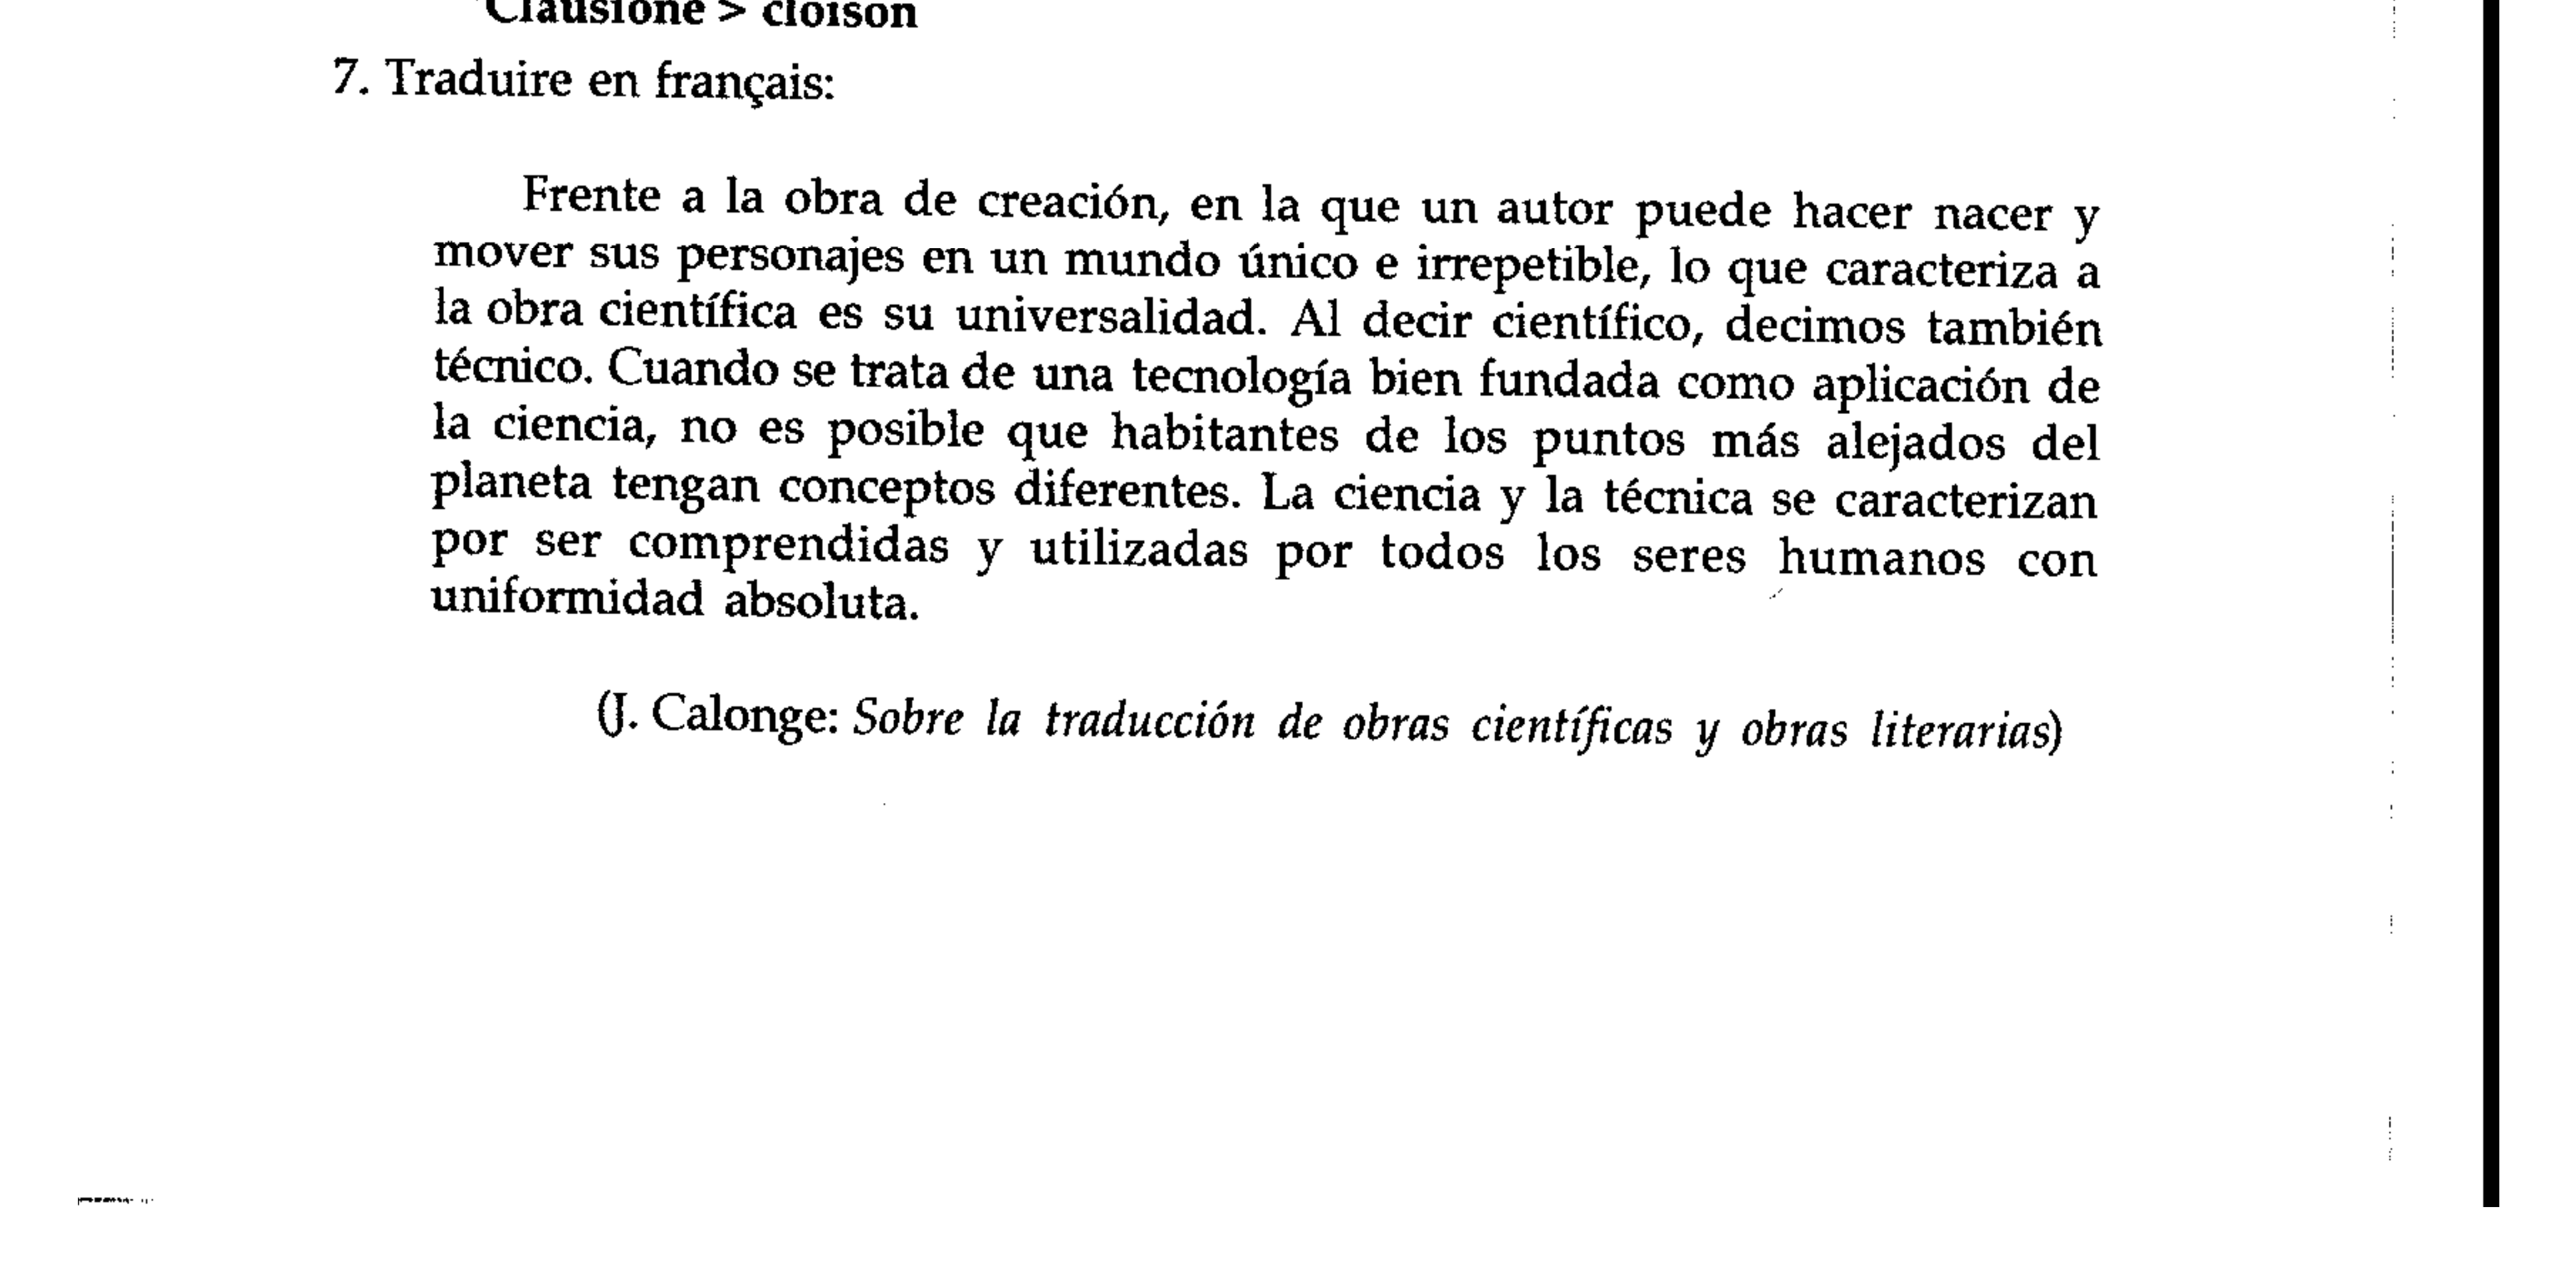 Clausione > cloison
7. Traduire en français:
Frente a la obra de creación, en la que un autor puede hacer nacer y
mover sus personajes en un mundo único e irrepetible, lo que caracteriza a
la obra científica es su universalidad. Al decir científico, decimos también
técnico. Cuando se trata de una tecnología bien fundada como aplicación de
la ciencia, no es posible que habitantes de los puntos más alejados del
planeta tengan conceptos diferentes. La ciencia y la técnica se caracterizan
por ser comprendidas y utilizadas por todos los seres humanos con
uniformidad absoluta.
(J. Calonge: Sobre la traducción de obras científicas y obras literarias)